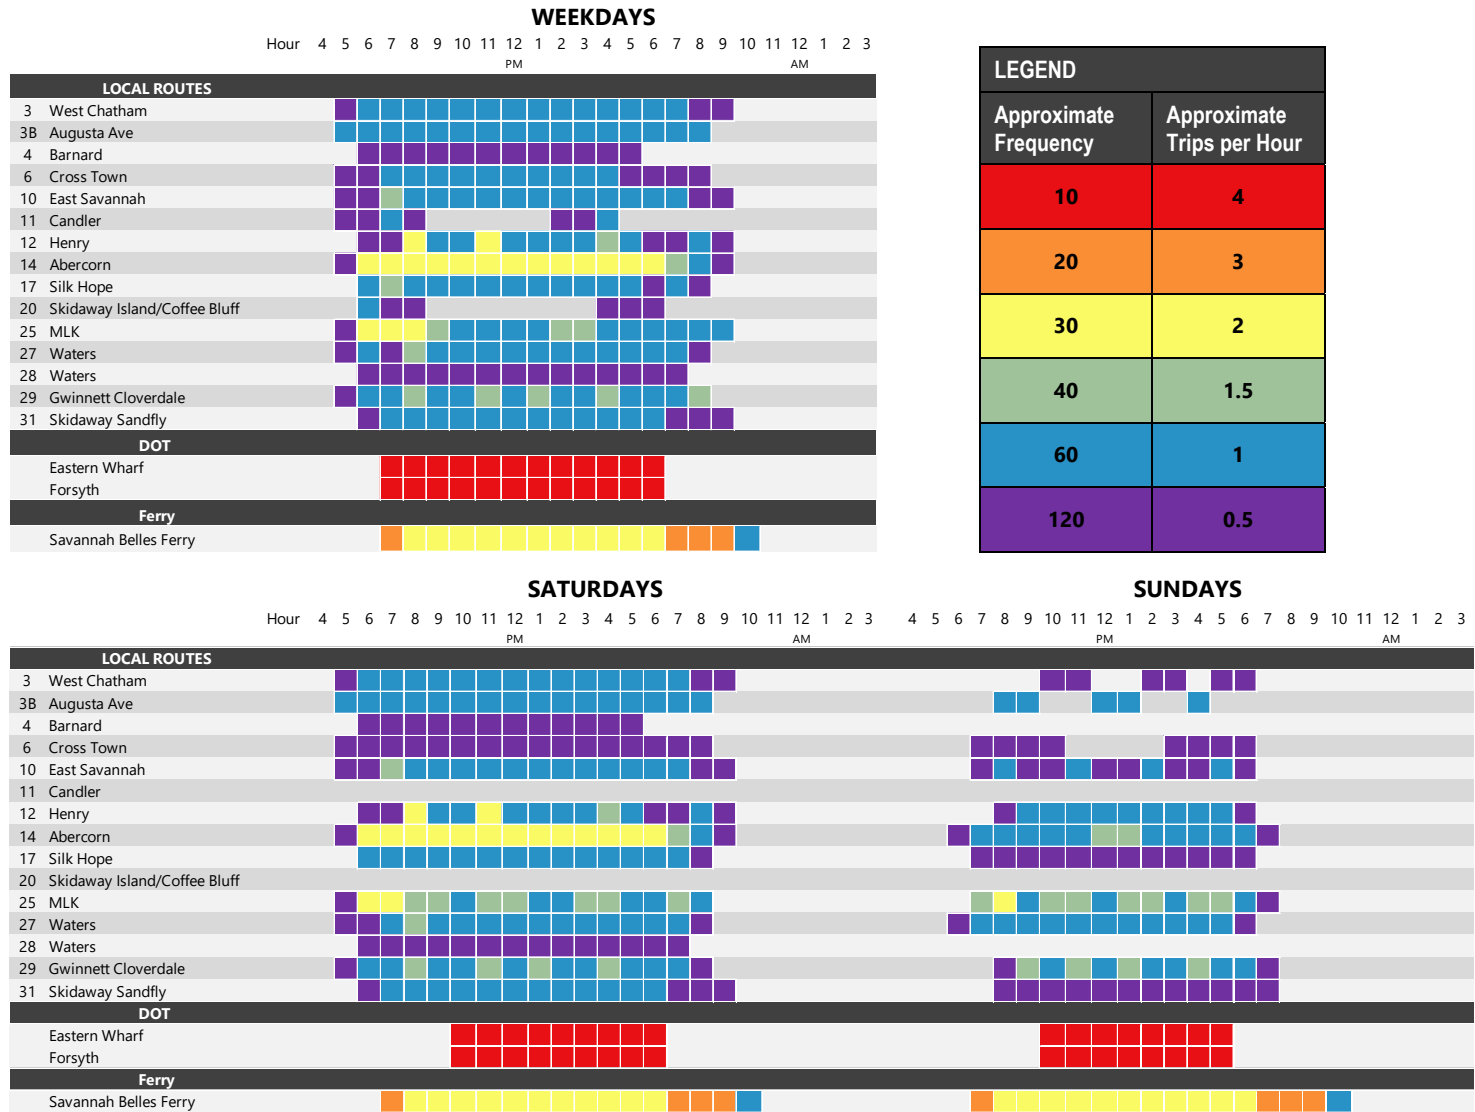 WEEKDAYS
Hour 4 5 6 7 8 9 10 11 12 1 2 3 4 5 6 7 8 9 10 11 12 1 2 3
PM AM
LOCAL ROUTES
3 West Chatham
3B Augusta Ave
4 Barnard
6 Cross Town
10 East Savannah
11 Candler
12 Henry
14 Abercorn
17 Silk Hope
20 Skidaway Island/Coffee Bluff
25 MLK
27 Waters
28 Waters
29 Gwinnett Cloverdale
31 Skidaway Sandfly
DOT
Eastern Wharf
Forsyth
Ferry
Savannah Belles Ferry
LEGEND
Approximate Frequency
Approximate Trips per Hour
10 4
20 3
30 2
40 1.5
60 1
120 0.5
SATURDAYS SUNDAYS
Hour 4 5 6 7 8 9 10 11 12 1 2 3 4 5 6 7 8 9 10 11 12 1 2 3 4 5 6 7 8 9 10 11 12 1 2 3 4 5 6 7 8 9 10 11 12 1 2 3
PM AM PM AM
LOCAL ROUTES
3 West Chatham
3B Augusta Ave
4 Barnard
6 Cross Town
10 East Savannah
11 Candler
12 Henry
14 Abercorn
17 Silk Hope
20 Skidaway Island/Coffee Bluff
25 MLK
27 Waters
28 Waters
29 Gwinnett Cloverdale
31 Skidaway Sandfly
DOT
Eastern Wharf
Forsyth
Ferry
Savannah Belles Ferry